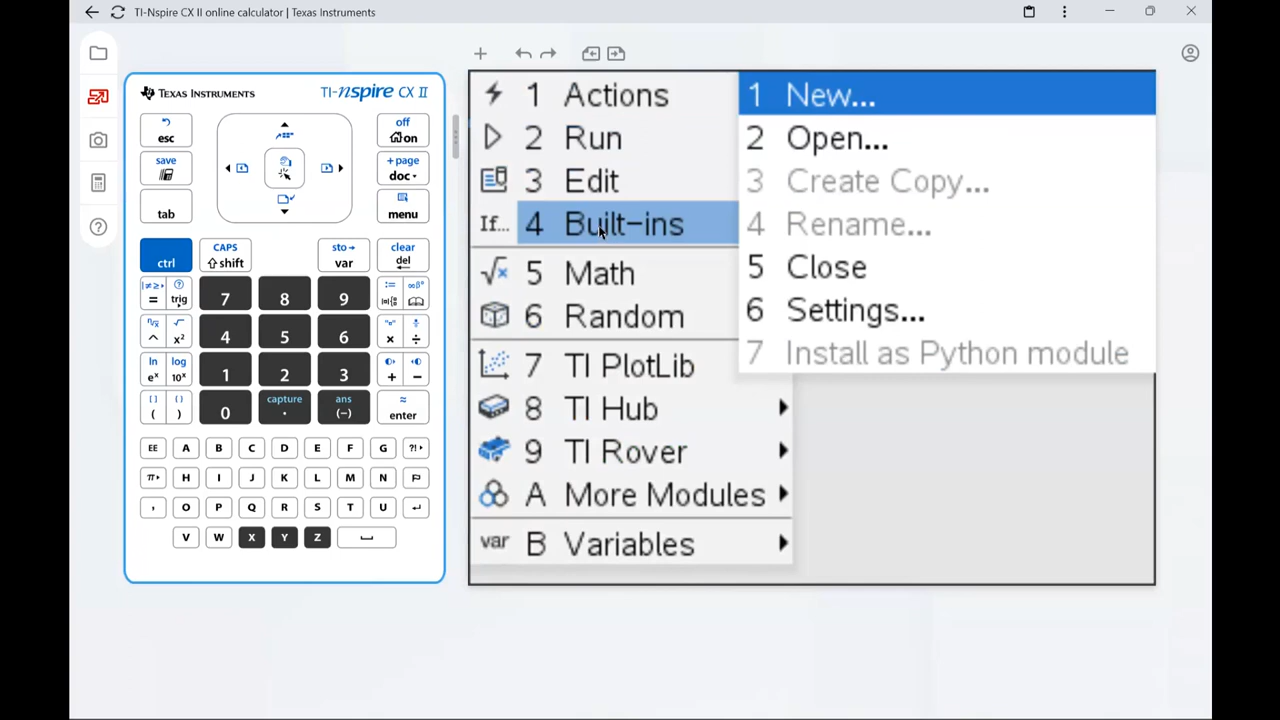 TI-Nspire CX II online calculator | Texas Instruments
TEXAS INSTRUMENTS
TI-nspire CX II
esc
off
on
save
+ page
doc
tab
menu
ctrl
CAPS
shift
sto →
var
clear
del
= trig 7 8 9
^ x² 4 5 6 × ÷
ln log
eˣ 10ˣ 1 2 3 + −
capture
ans
( ) 0 . (−) enter
EE A B C D E F G ?!
π H I J K L M N
, O P Q R S T U
V W X Y Z
1 Actions
2 Run
3 Edit
If... 4 Built-ins
5 Math
6 Random
7 TI PlotLib
8 TI Hub
9 TI Rover
A More Modules
var B Variables
1 New...
2 Open...
3 Create Copy...
4 Rename...
5 Close
6 Settings...
7 Install as Python module